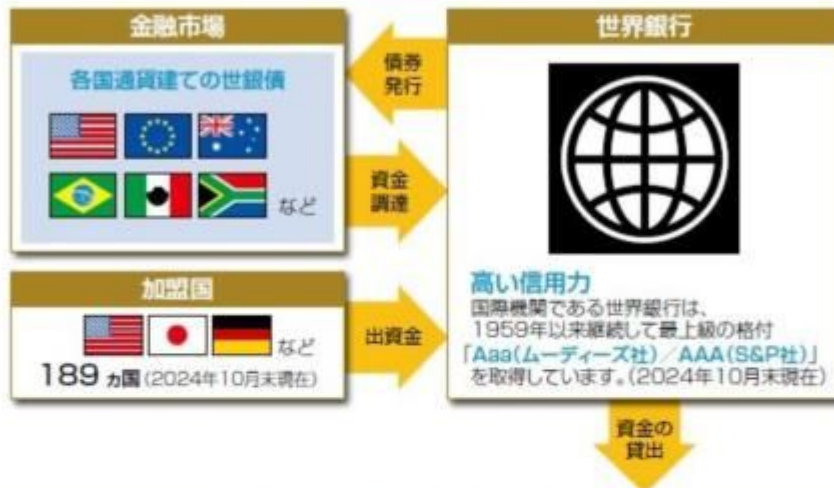 金融市場
各国通貨建ての世銀債
など
債券
発行
資金
調達
世界銀行
高い信用力
国際機関である世界銀行は、
1959年以来継続して最上級の格付
「Aaa(ムーディーズ社)/AAA(S&P社)」
を取得しています。(2024年10月末現在)
加盟国
など
189ヵ国(2024年10月末現在)
出資金
資金の
貸出